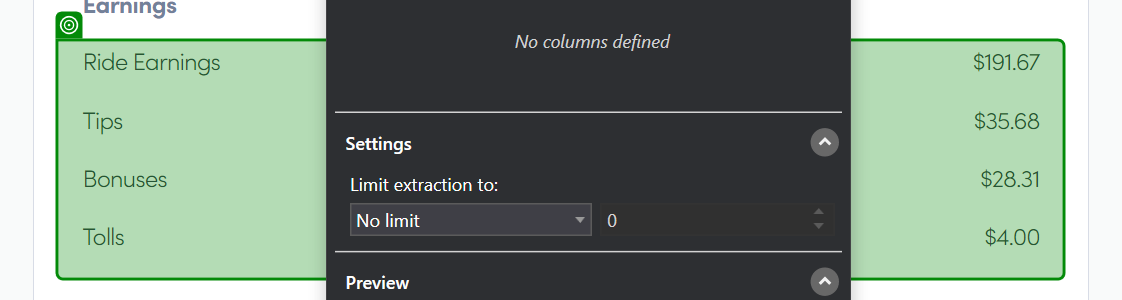 Earnings
No columns defined
Ride Earnings $191.67
Tips $35.68
Settings
Bonuses $28.31
Limit extraction to:
No limit 0
Tolls $4.00
Preview